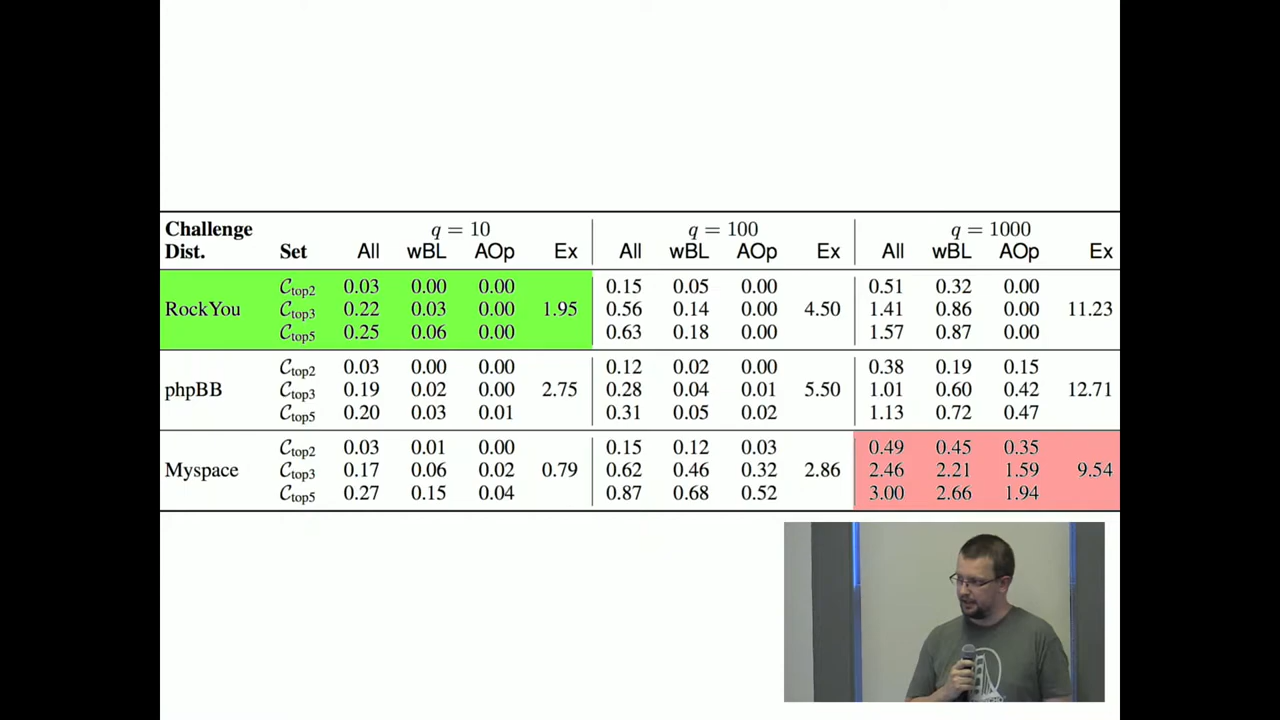 Challenge q = 10 q = 100 q = 1000
Dist. Set All wBL AOp Ex All wBL AOp Ex All wBL AOp Ex
C_top2 0.03 0.00 0.00 0.15 0.05 0.00 0.51 0.32 0.00
RockYou C_top3 0.22 0.03 0.00 1.95 0.56 0.14 0.00 4.50 1.41 0.86 0.00 11.23
C_top5 0.25 0.06 0.00 0.63 0.18 0.00 1.57 0.87 0.00
C_top2 0.03 0.00 0.00 0.12 0.02 0.00 0.38 0.19 0.15
phpBB C_top3 0.19 0.02 0.00 2.75 0.28 0.04 0.01 5.50 1.01 0.60 0.42 12.71
C_top5 0.20 0.03 0.01 0.31 0.05 0.02 1.13 0.72 0.47
C_top2 0.03 0.01 0.00 0.15 0.12 0.03 0.49 0.45 0.35
Myspace C_top3 0.17 0.06 0.02 0.79 0.62 0.46 0.32 2.86 2.46 2.21 1.59 9.54
C_top5 0.27 0.15 0.04 0.87 0.68 0.52 3.00 2.66 1.94